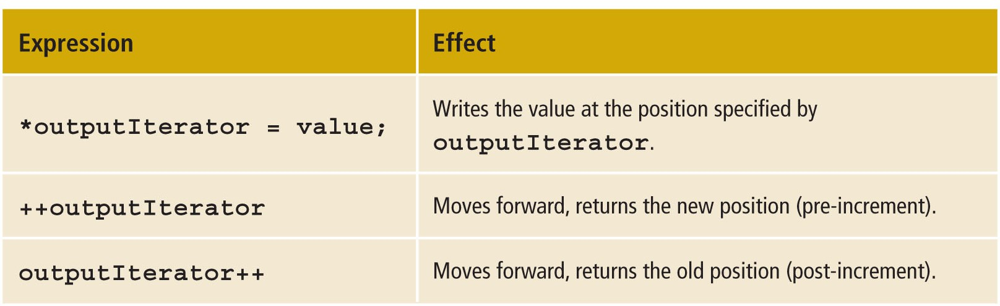 Expression Effect
*outputIterator = value; Writes the value at the position specified by
outputIterator.
++outputIterator Moves forward, returns the new position (pre-increment).
outputIterator++ Moves forward, returns the old position (post-increment).